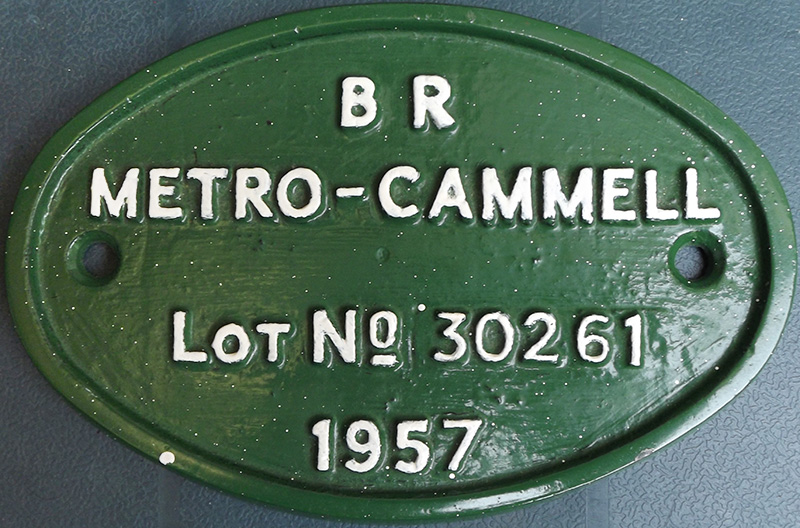 B R
METRO-CAMMELL
LOT Nº 30261
1957